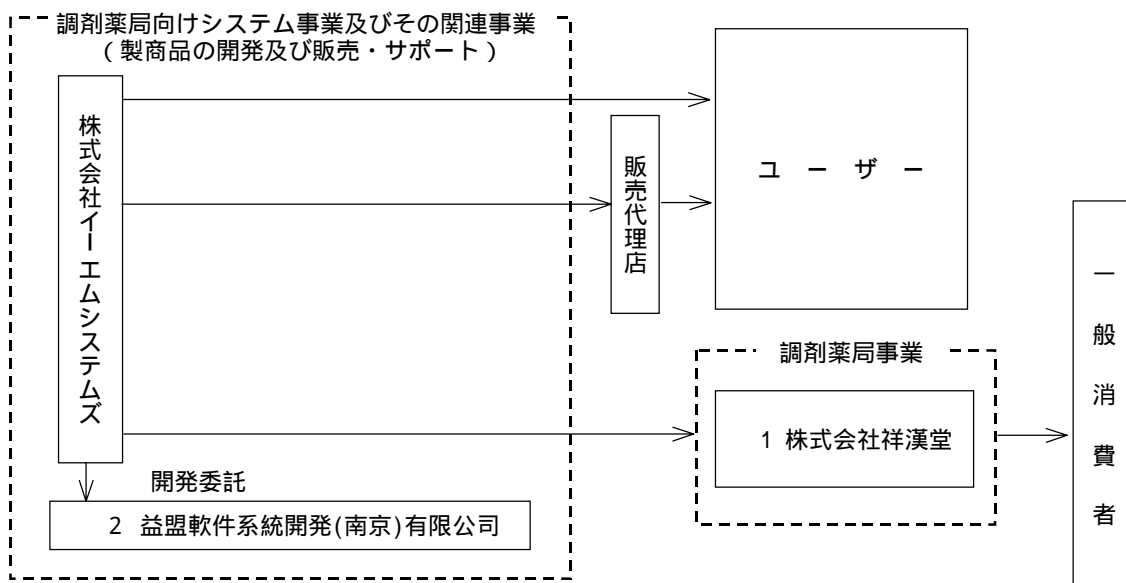 調剤薬局向けシステム事業及びその関連事業
(製商品の開発及び販売・サポート)
株式会社イーエムシステムズ
販売代理店
ユーザー
調剤薬局事業
1 株式会社祥漢堂
一般消費者
開発委託
2 益盟軟件系統開発(南京)有限公司